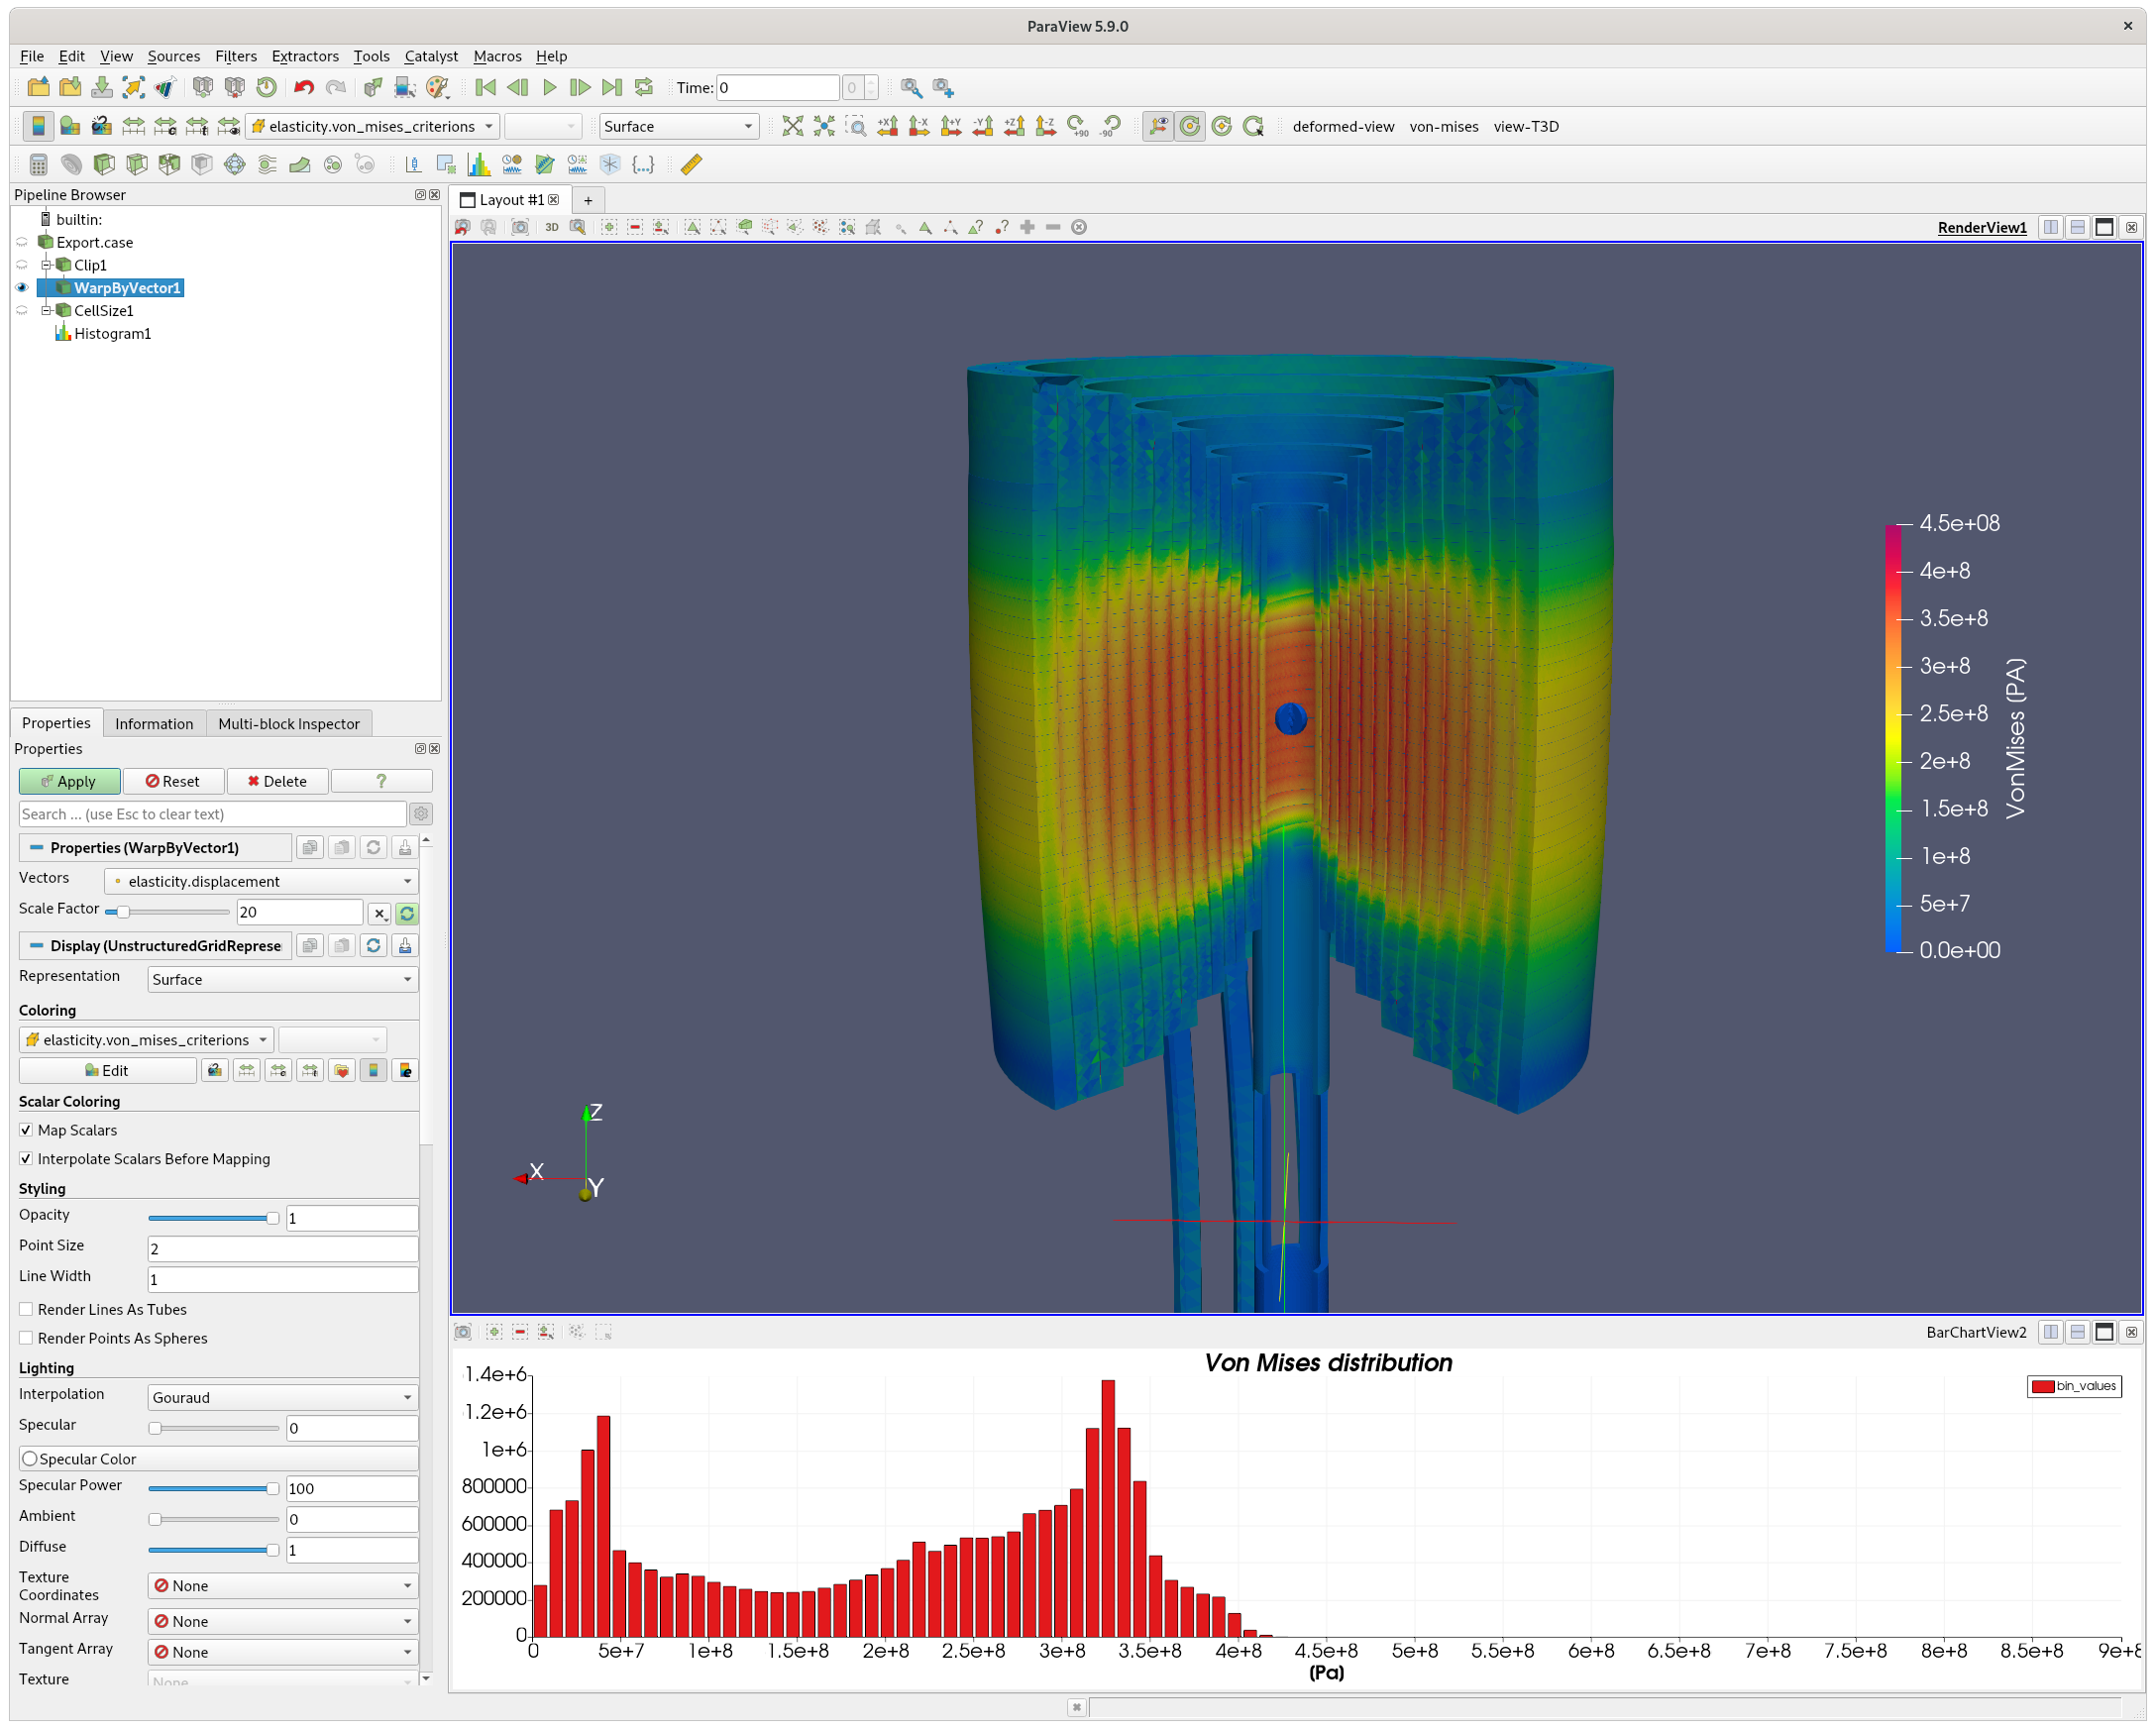 ParaView 5.9.0
File Edit View Sources Filters Extractors Tools Catalyst Macros Help
Time: 0 0
elasticity.von_mises_criterions Surface +X -X +Y -Y +Z -Z +90 -90 deformed-view von-mises view-T3D
Pipeline Browser
builtin:
Export.case
Clip1
WarpByVector1
CellSize1
Histogram1
Properties Information Multi-block Inspector
Properties
Apply Reset Delete ?
Search ... (use Esc to clear text)
Properties (WarpByVector1)
Vectors elasticity.displacement
Scale Factor 20
Display (UnstructuredGridReprese
Representation Surface
Coloring
elasticity.von_mises_criterions
Edit
Scalar Coloring
Map Scalars
Interpolate Scalars Before Mapping
Styling
Opacity 1
Point Size 2
Line Width 1
Render Lines As Tubes
Render Points As Spheres
Lighting
Interpolation Gouraud
Specular 0
Specular Color
Specular Power 100
Ambient 0
Diffuse 1
Texture
Coordinates None
Normal Array None
Tangent Array None
Texture None
Layout #1 +
3D RenderView1
4.5e+08
4e+8
3.5e+8
3e+8
2.5e+8
2e+8
1.5e+8
1e+8
5e+7
0.0e+00
VonMises (PA)
Z
X
Y
BarChartView2
Von Mises distribution
bin_values
1.4e+6
1.2e+6
1e+6
800000
600000
400000
200000
0
0 5e+7 1e+8 1.5e+8 2e+8 2.5e+8 3e+8 3.5e+8 4e+8 4.5e+8 5e+8 5.5e+8 6e+8 6.5e+8 7e+8 7.5e+8 8e+8 8.5e+8 9e+8
(Pa)